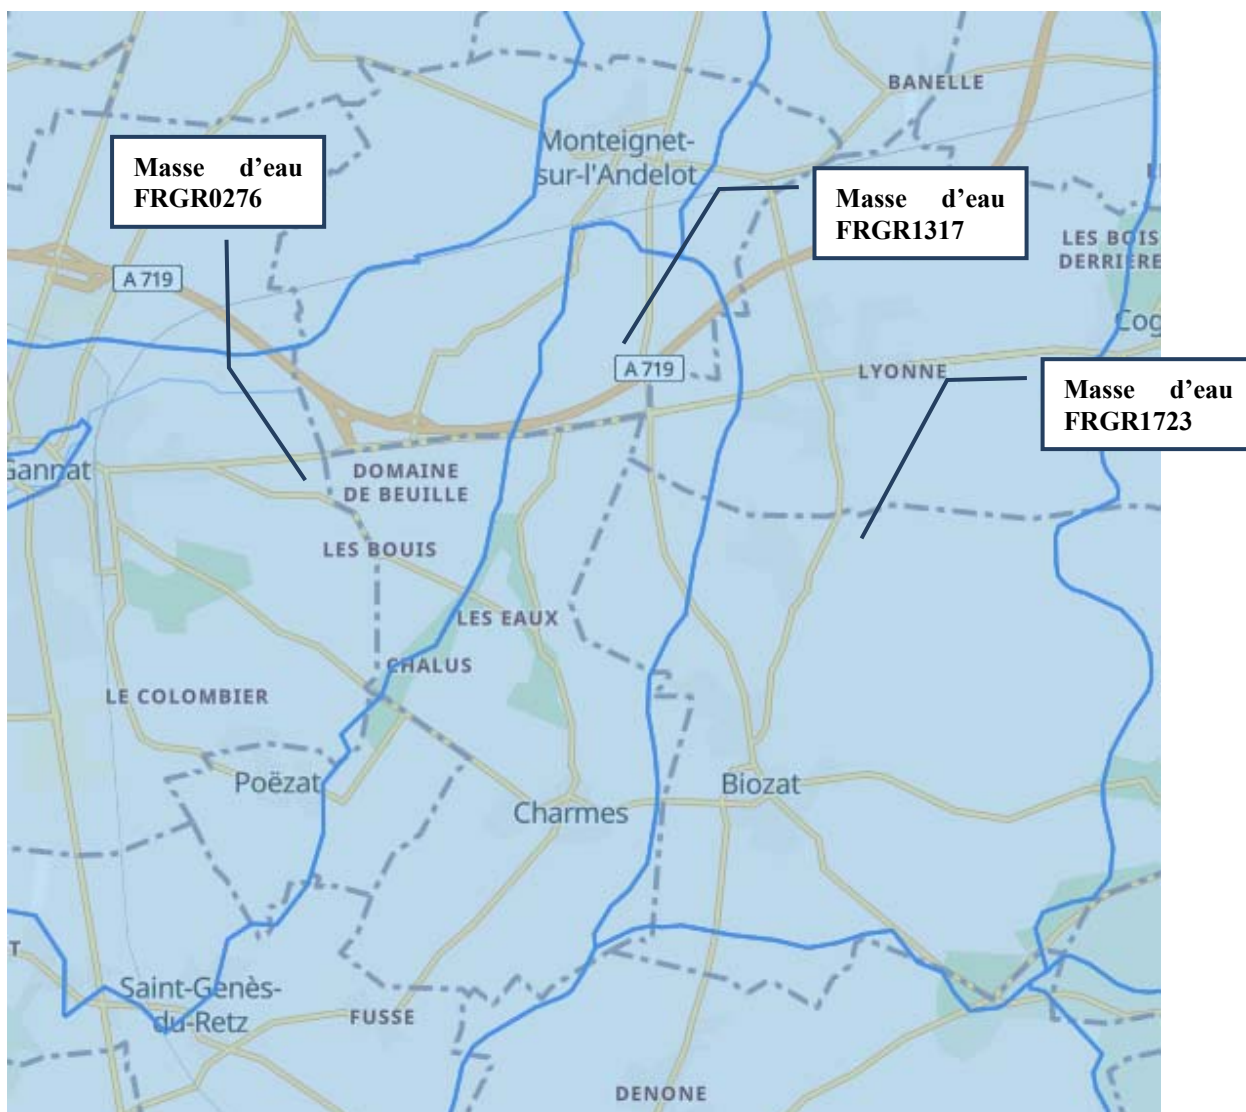 BANELLE
Monteignet-
sur-l'Andelot
Masse d'eau
FRGR0276
Masse d'eau
FRGR1317
LES BOIS
DERRIÈRE
A 719
Cog
A 719
LYONNE
Masse d'eau
FRGR1723
Gannat
DOMAINE
DE BEUILLE
LES BOUIS
LES EAUX
CHALUS
LE COLOMBIER
Poëzat
Biozat
Charmes
T
Saint-Genès-
du-Retz
FUSSE
DENONE